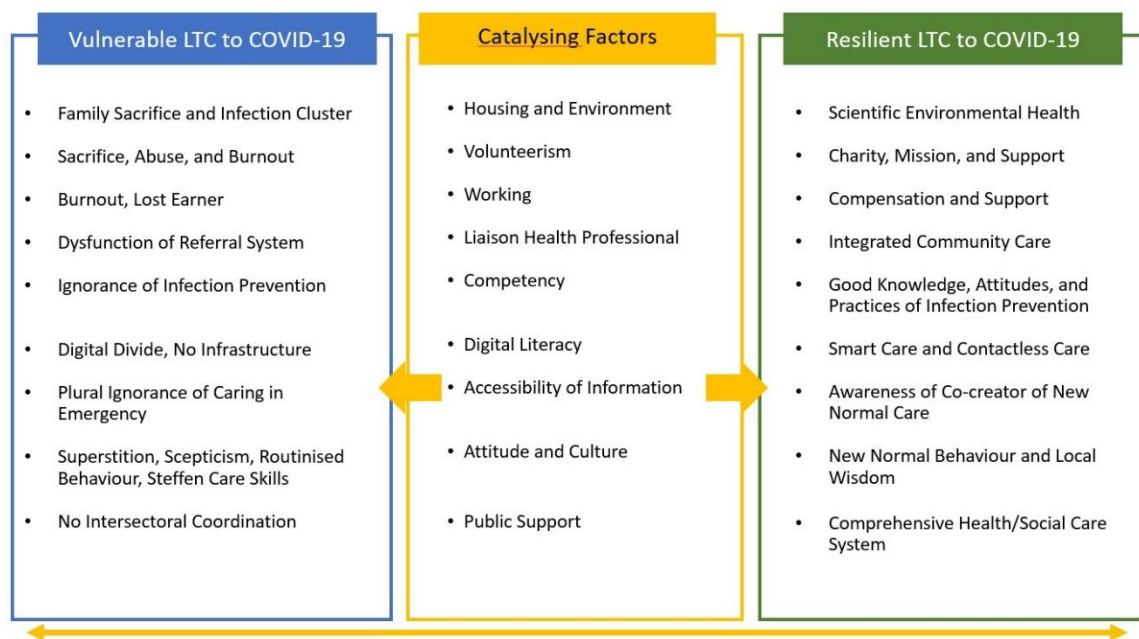 Vulnerable LTC to COVID-19
• Family Sacrifice and Infection Cluster
• Sacrifice, Abuse, and Burnout
• Burnout, Lost Earner
• Dysfunction of Referral System
• Ignorance of Infection Prevention
• Digital Divide, No Infrastructure
• Plural Ignorance of Caring in
Emergency
• Superstition, Scepticism, Routinised
Behaviour, Steffen Care Skills
• No Intersectoral Coordination
Catalysing Factors
• Housing and Environment
• Volunteerism
• Working
• Liaison Health Professional
• Competency
• Digital Literacy
• Accessibility of Information
• Attitude and Culture
• Public Support
Resilient LTC to COVID-19
• Scientific Environmental Health
• Charity, Mission, and Support
• Compensation and Support
• Integrated Community Care
• Good Knowledge, Attitudes, and
Practices of Infection Prevention
• Smart Care and Contactless Care
• Awareness of Co-creator of New
Normal Care
• New Normal Behaviour and Local
Wisdom
• Comprehensive Health/Social Care
System